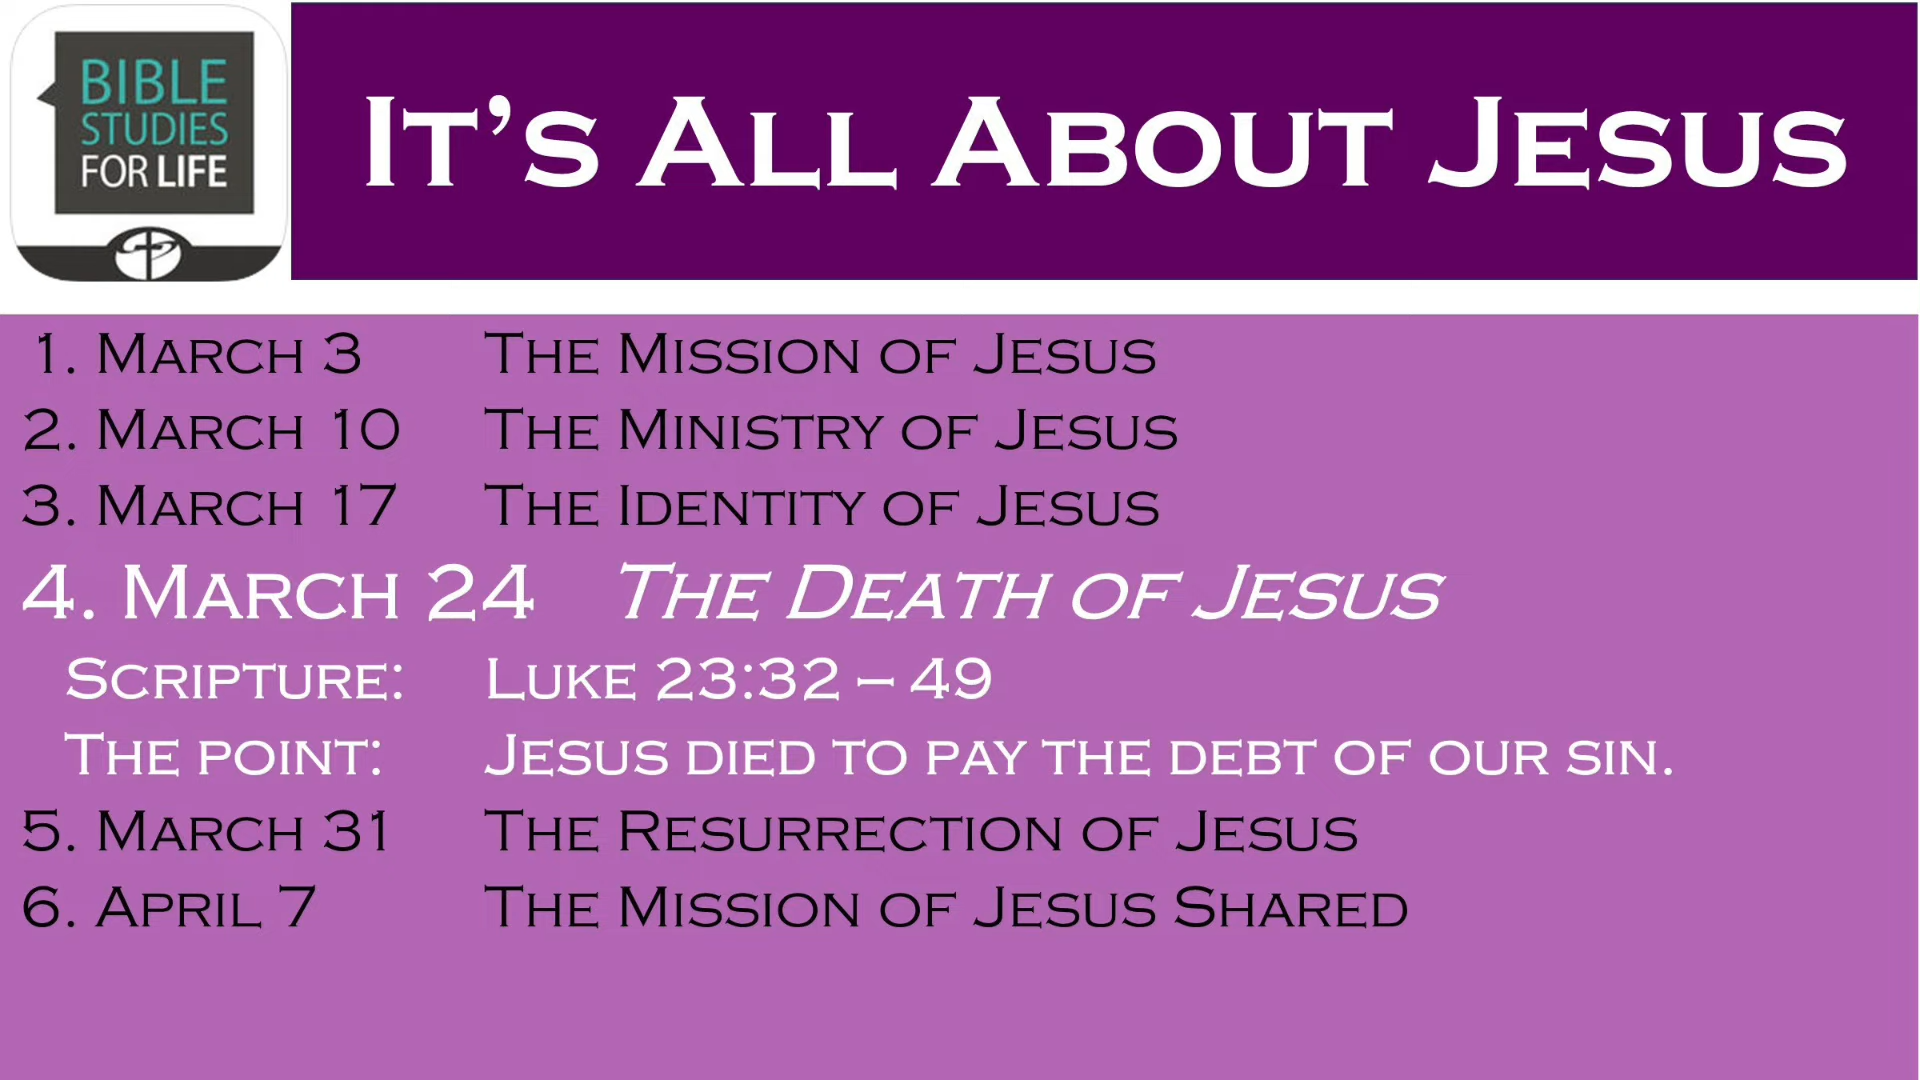 BIBLE
STUDIES
FOR LIFE
It's All About Jesus
1. March 3 The Mission of Jesus
2. March 10 The Ministry of Jesus
3. March 17 The Identity of Jesus
4. March 24 The Death of Jesus
Scripture: Luke 23:32 – 49
The point: Jesus died to pay the debt of our sin.
5. March 31 The Resurrection of Jesus
6. April 7 The Mission of Jesus Shared